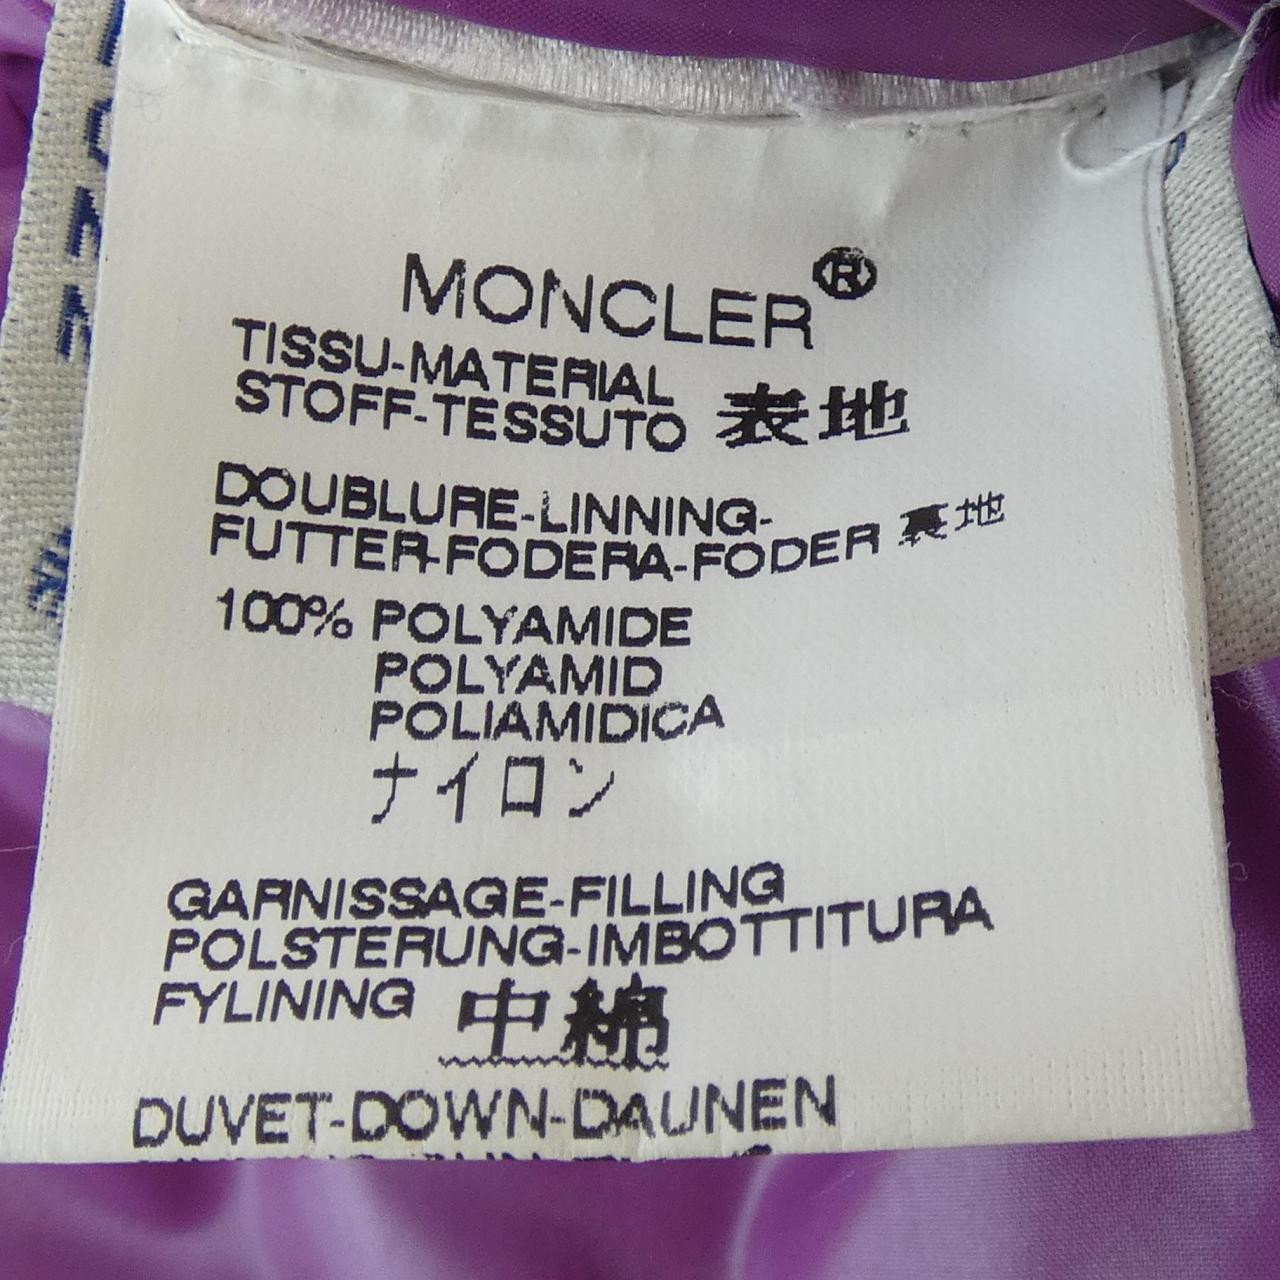 MONCLER®
TISSU-MATERIAL
STOFF-TESSUTO 表地
DOUBLURE-LINNING-
FUTTER-FODERA-FODER 裏地
100% POLYAMIDE
POLYAMID
POLIAMIDICA
ナイロン
GARNISSAGE-FILLING
POLSTERUNG-IMBOTTITURA
FYLINING 中綿
DUVET-DOWN-DAUNEN